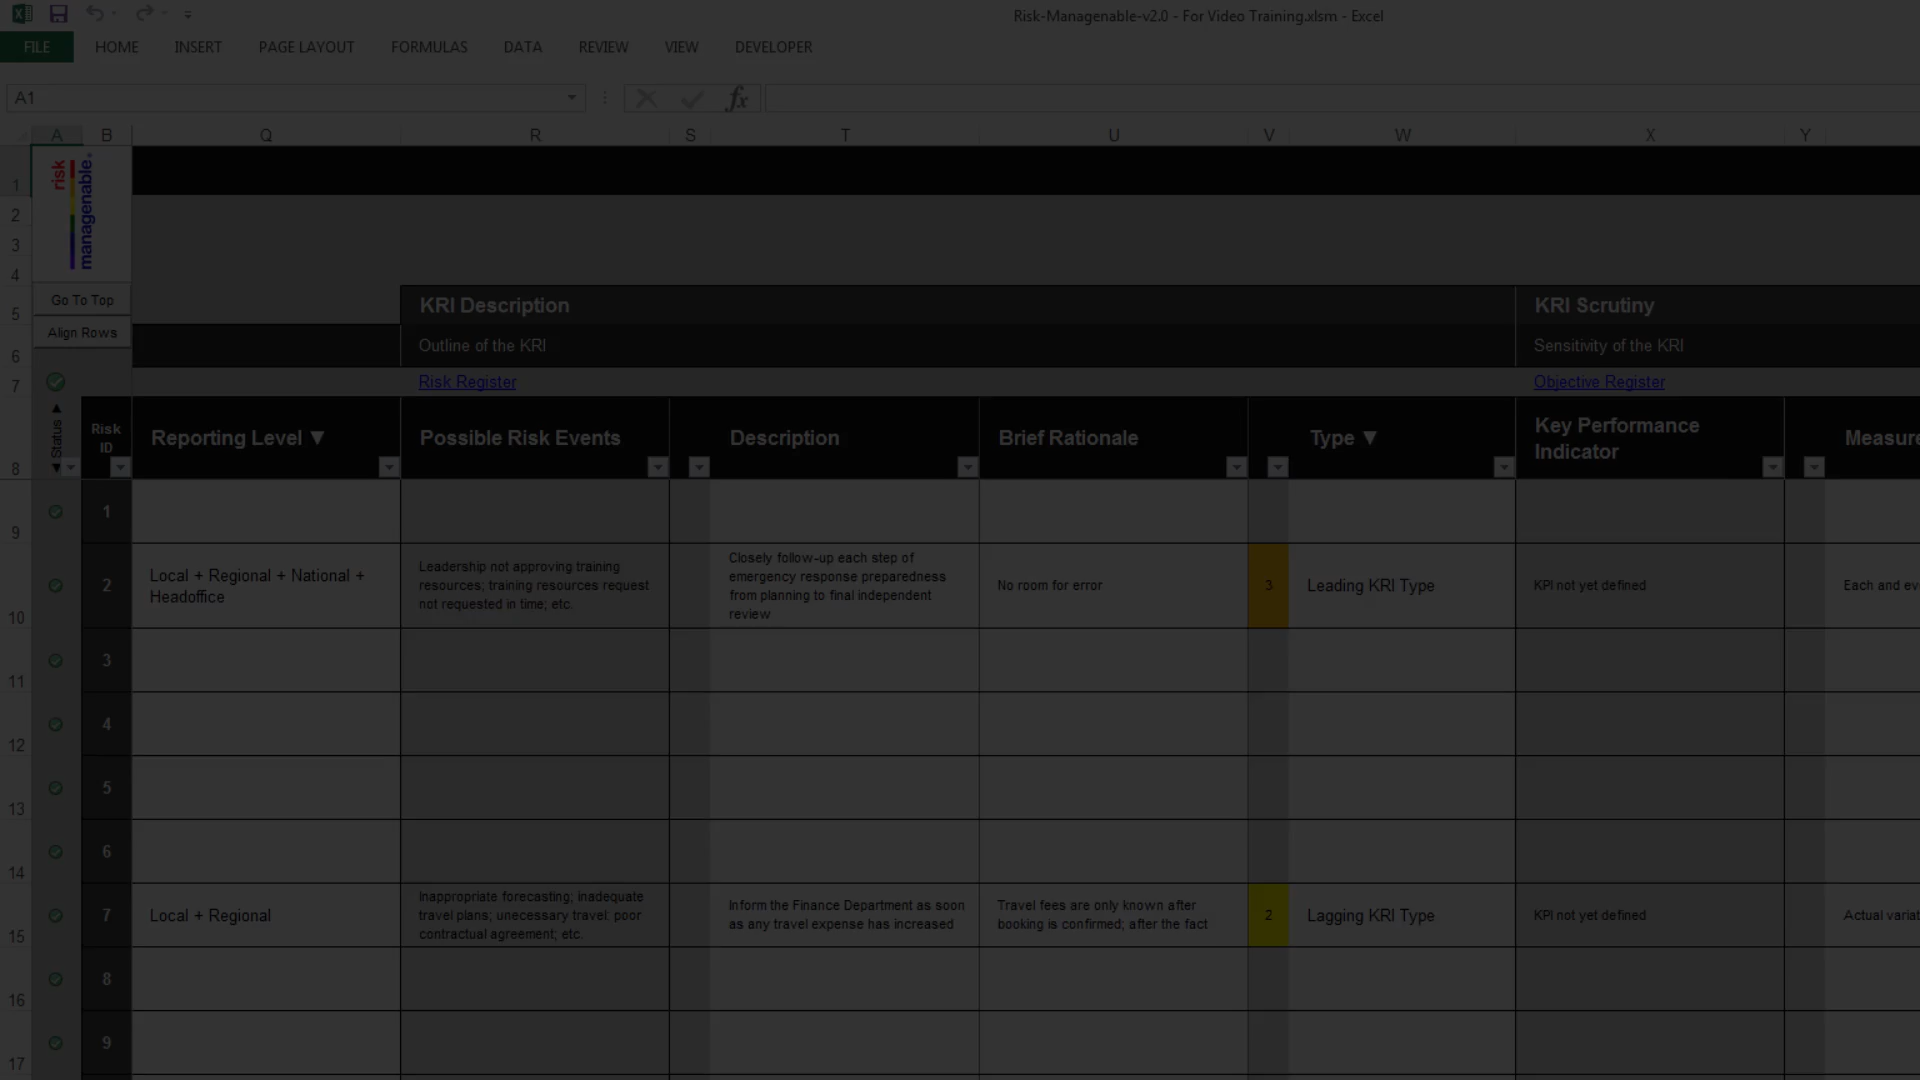 Risk-Managenable-v2.0 - For Video Training.xlsm - Excel
FILE HOME INSERT PAGE LAYOUT FORMULAS DATA REVIEW VIEW DEVELOPER
A1 fx
A B Q R S T U V W X Y
risk
managenable
1
2
3
4
Go To Top
5 KRI Description KRI Scrutiny
Align Rows
6 Outline of the KRI Sensitivity of the KRI
7 Risk Register Objective Register
8 ◄ Status ► Risk ID Reporting Level ▼ Possible Risk Events Description Brief Rationale Type ▼ Key Performance Indicator Measure
9 1
10 2
Local + Regional + National +
Headoffice
Leadership not approving training
resources; training resources request
not requested in time; etc.
Closely follow-up each step of
emergency response preparedness
from planning to final independent
review
No room for error
3
Leading KRI Type
KPI not yet defined
Each and ev
11 3
12 4
13 5
14 6
15 7
Local + Regional
Inappropriate forecasting; inadequate
travel plans; unecessary travel; poor
contractual agreement; etc.
Inform the Finance Department as soon
as any travel expense has increased
Travel fees are only known after
booking is confirmed; after the fact
2
Lagging KRI Type
KPI not yet defined
Actual variat
16 8
17 9